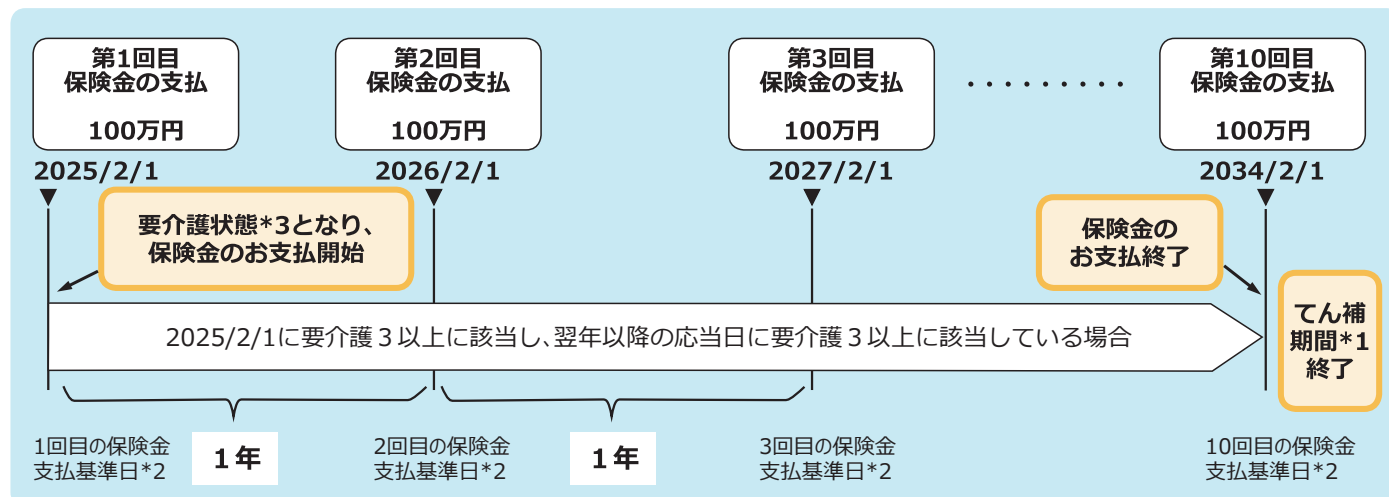 第1回目
保険金の支払
100万円
第2回目
保険金の支払
100万円
第3回目
保険金の支払
100万円
・・・・・・・・・
第10回目
保険金の支払
100万円
2025/2/1
2026/2/1
2027/2/1
2034/2/1
要介護状態*3となり、
保険金のお支払開始
保険金の
お支払終了
2025/2/1に要介護3以上に該当し、翌年以降の応当日に要介護3以上に該当している場合
てん補
期間*1
終了
1回目の保険金
支払基準日*2
1年
2回目の保険金
支払基準日*2
1年
3回目の保険金
支払基準日*2
10回目の保険金
支払基準日*2